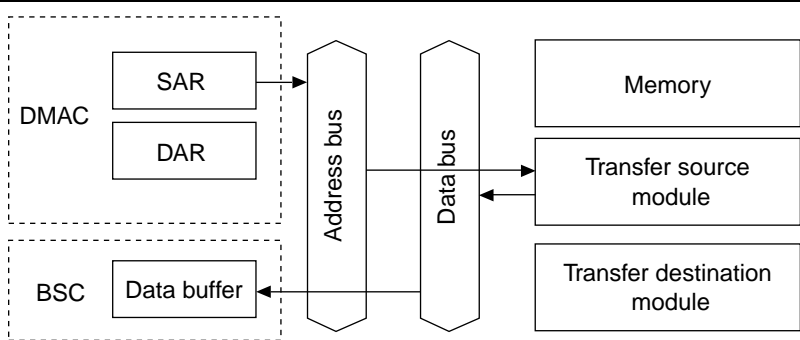 DMAC
SAR
DAR
BSC
Data buffer
Address bus
Data bus
Memory
Transfer source
module
Transfer destination
module